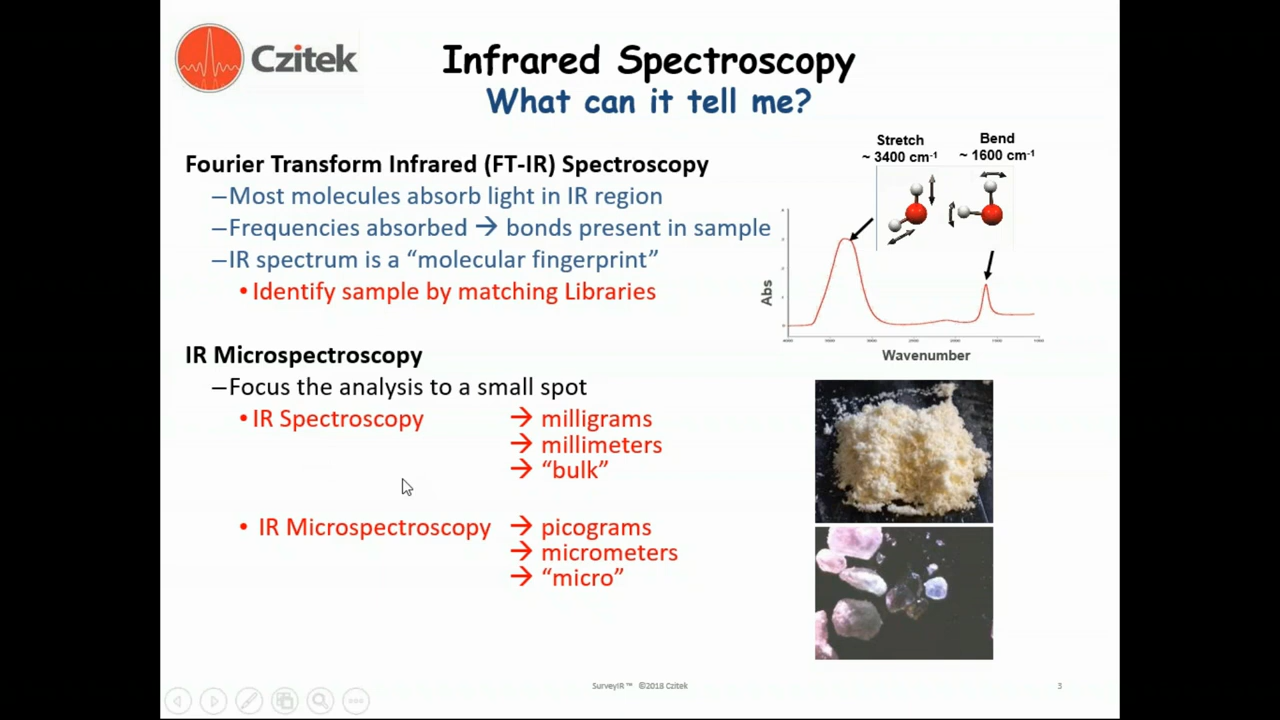 Czitek
Infrared Spectroscopy
What can it tell me?
Fourier Transform Infrared (FT-IR) Spectroscopy
–Most molecules absorb light in IR region
–Frequencies absorbed → bonds present in sample
–IR spectrum is a “molecular fingerprint”
• Identify sample by matching Libraries
Stretch
~ 3400 cm-1
Bend
~ 1600 cm-1
Abs
Wavenumber
IR Microspectroscopy
–Focus the analysis to a small spot
• IR Spectroscopy → milligrams
→ millimeters
→ “bulk”
• IR Microspectroscopy → picograms
→ micrometers
→ “micro”
SurveyIR™ ©2018 Czitek
3